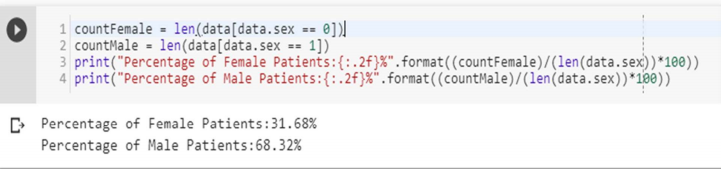 1 countFemale = len(data[data.sex == 0])
2 countMale = len(data[data.sex == 1])
3 print("Percentage of Female Patients:{:.2f}%".format((countFemale)/(len(data.sex))*100))
4 print("Percentage of Male Patients:{:.2f}%".format((countMale)/(len(data.sex))*100))
Percentage of Female Patients:31.68%
Percentage of Male Patients:68.32%